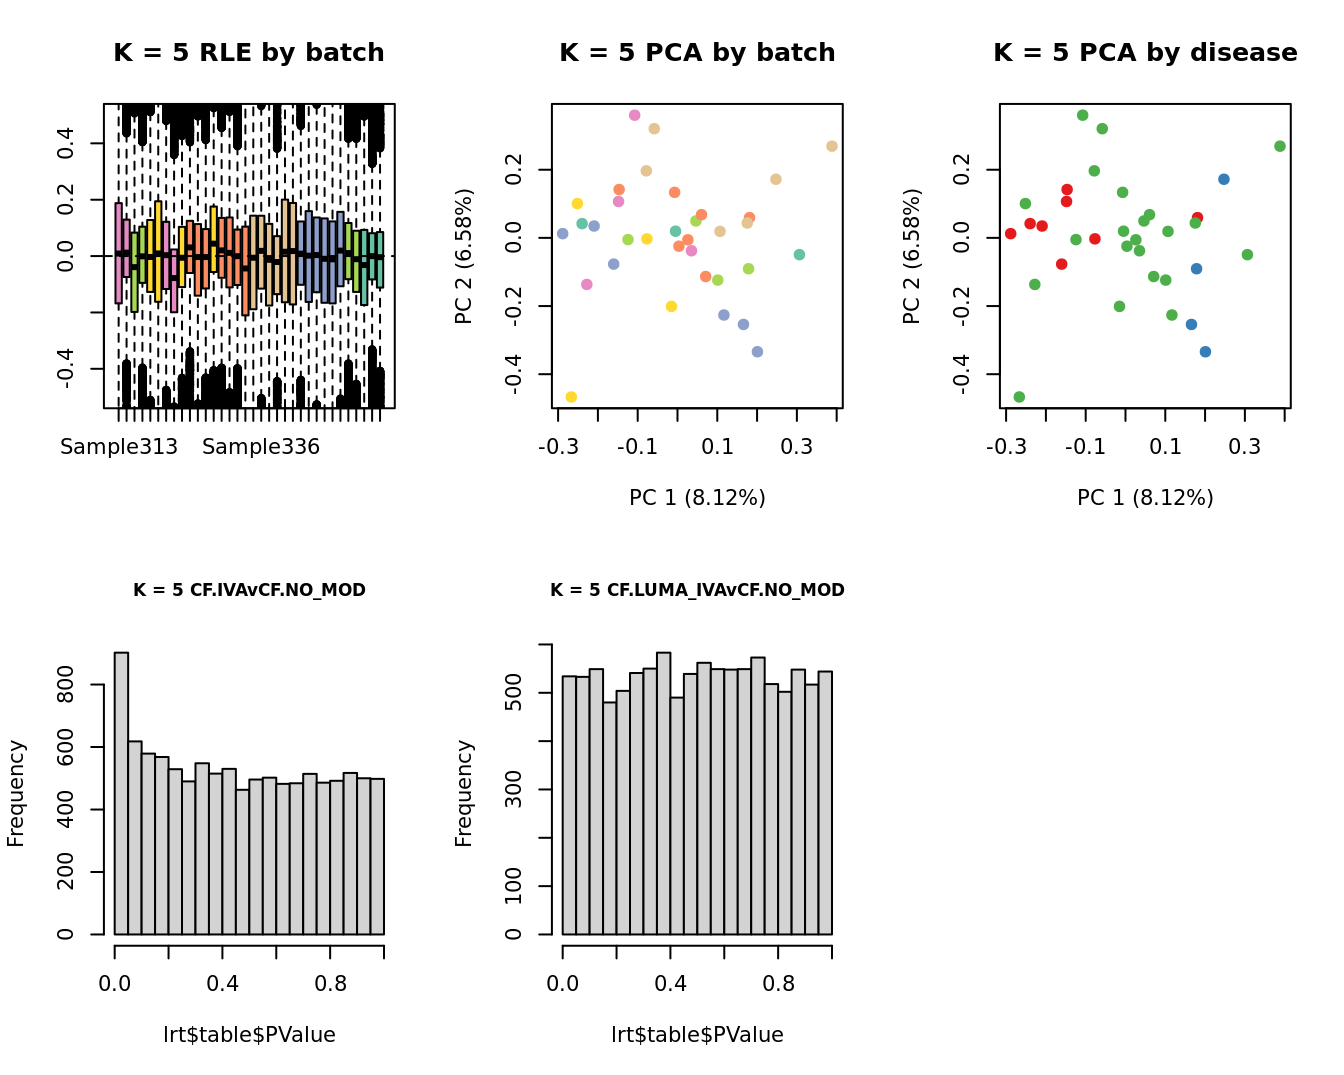 K = 5 RLE by batch
0.4
0.2
0.0
-0.4
Sample313 Sample336
K = 5 PCA by batch
PC 2 (6.58%)
0.2
0.0
-0.2
-0.4
-0.3 -0.1 0.1 0.3
PC 1 (8.12%)
K = 5 PCA by disease
PC 2 (6.58%)
0.2
0.0
-0.2
-0.4
-0.3 -0.1 0.1 0.3
PC 1 (8.12%)
K = 5 CF.IVAvCF.NO_MOD
Frequency
800
600
400
200
0
0.0 0.4 0.8
lrt$table$PValue
K = 5 CF.LUMA_IVAvCF.NO_MOD
Frequency
500
300
100
0
0.0 0.4 0.8
lrt$table$PValue